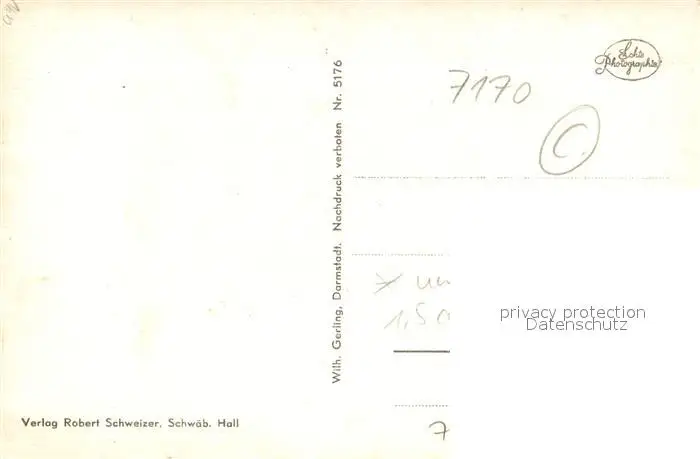 Echte
Photographie
7170
C
Wilh. Gerling, Darmstadt. Nachdruck verboten Nr. 5176
1,50
privacy protection
Datenschutz
7
Verlag Robert Schweizer, Schwäb. Hall